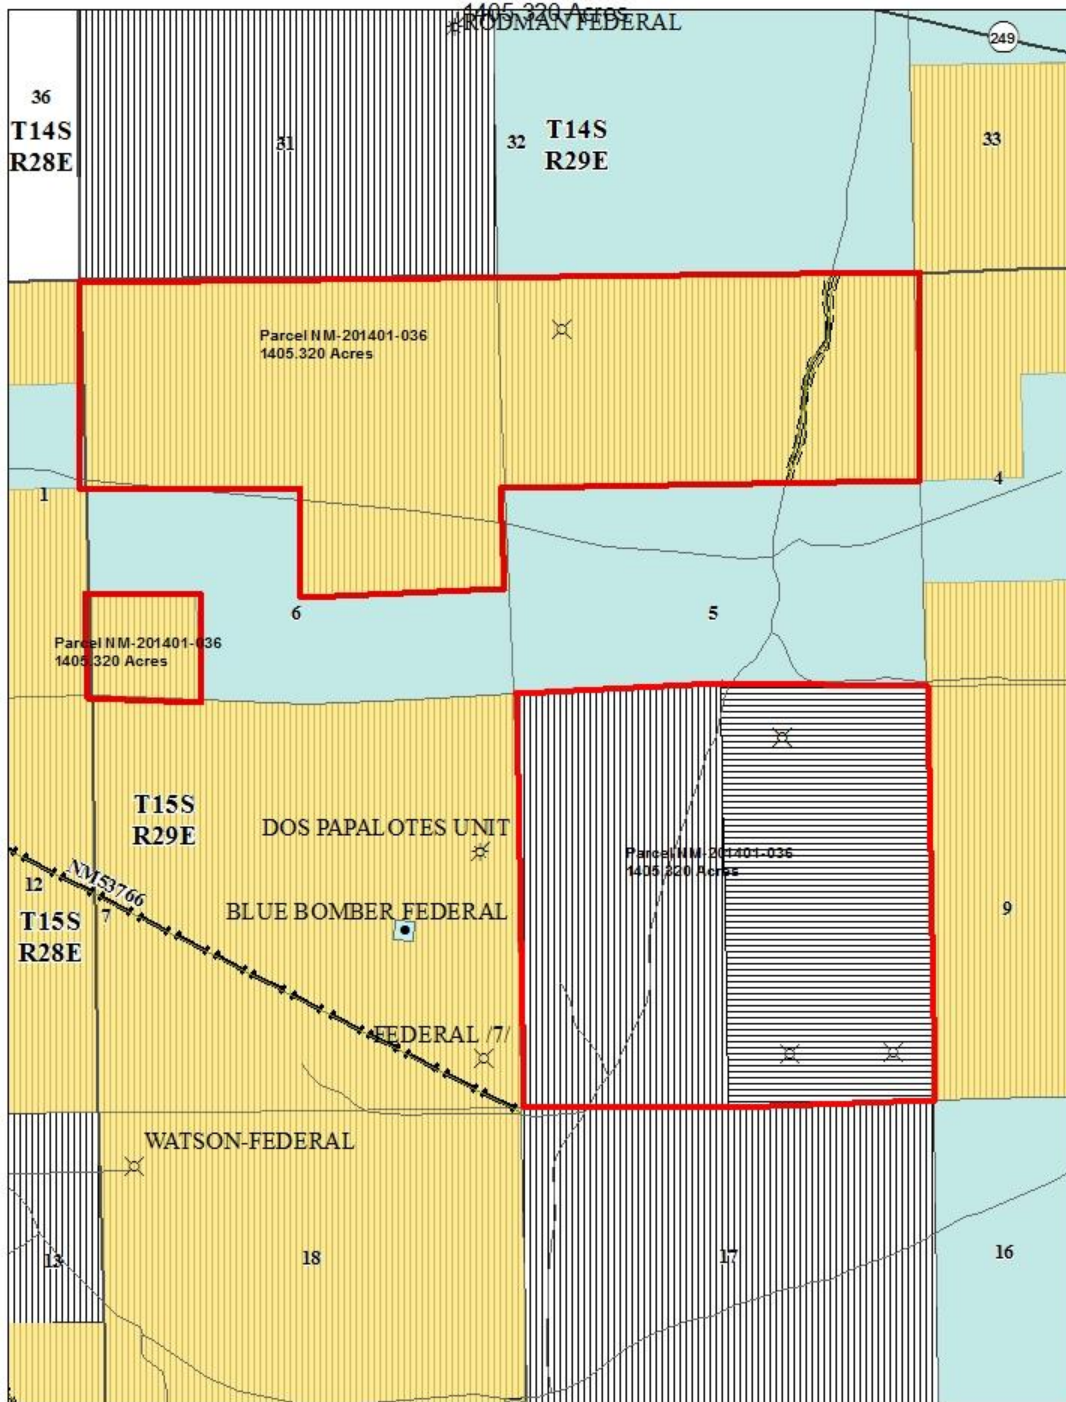 1405.320 Acres
RODMAN FEDERAL
249
36
T14S
R28E
31
32
T14S
R29E
33
Parcel NM-201401-036
1405.320 Acres
1
4
6
5
Parcel NM-201401-036
1405.320 Acres
T15S
R29E
DOS PAPALOTES UNIT
Parcel NM-201401-036
1405.320 Acres
NM53766
12
7
T15S
R28E
BLUE BOMBER FEDERAL
9
FEDERAL /7/
WATSON-FEDERAL
13
18
17
16